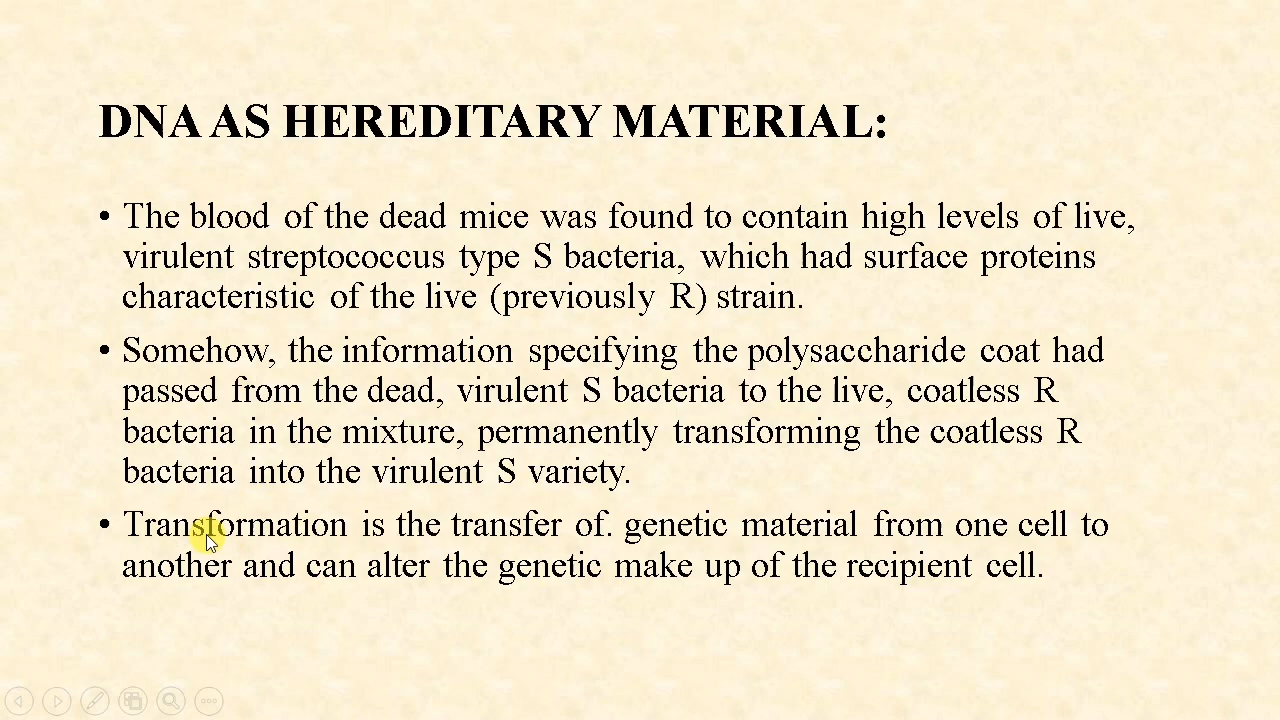 DNA AS HEREDITARY MATERIAL:
• The blood of the dead mice was found to contain high levels of live,
virulent streptococcus type S bacteria, which had surface proteins
characteristic of the live (previously R) strain.
• Somehow, the information specifying the polysaccharide coat had
passed from the dead, virulent S bacteria to the live, coatless R
bacteria in the mixture, permanently transforming the coatless R
bacteria into the virulent S variety.
• Transformation is the transfer of. genetic material from one cell to
another and can alter the genetic make up of the recipient cell.